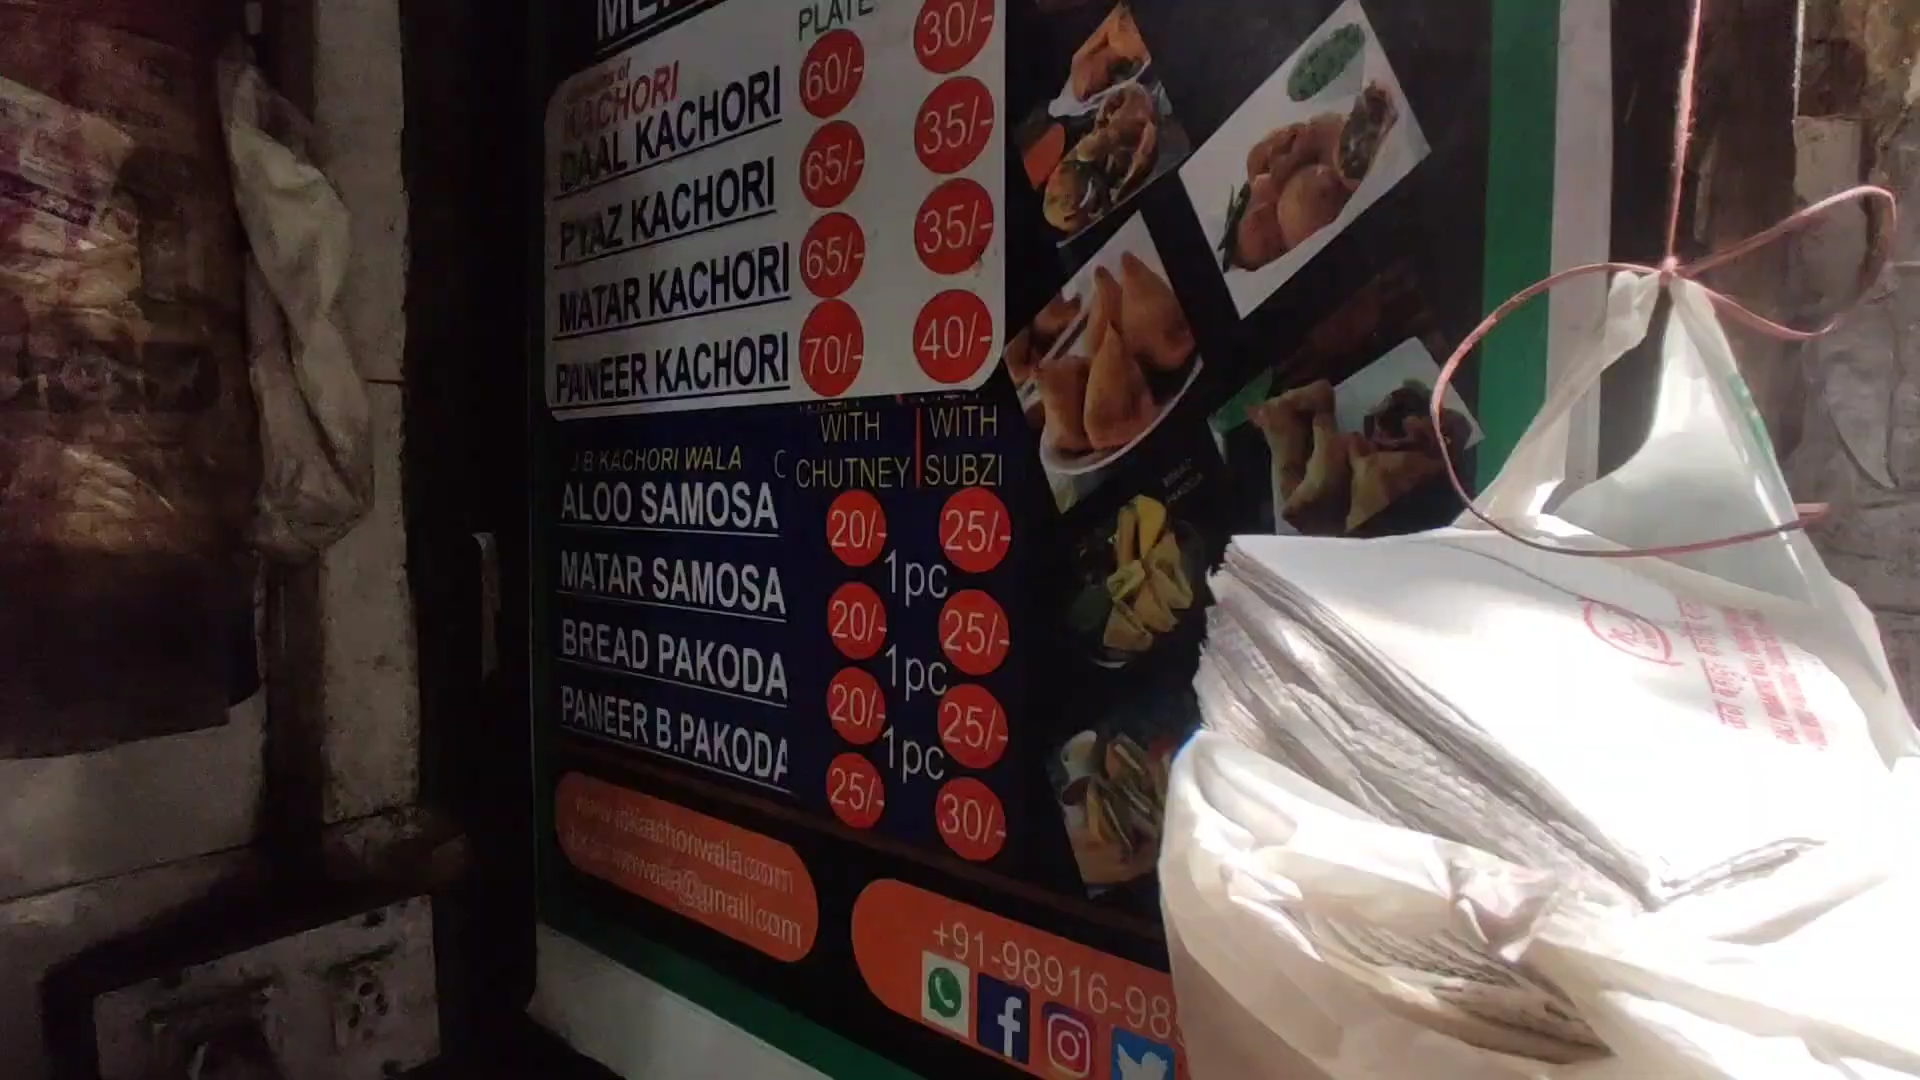 PLATE
KACHORI
DAAL KACHORI 60/- 30/-
PYAZ KACHORI 65/- 35/-
MATAR KACHORI 65/- 35/-
PANEER KACHORI 70/- 40/-
WITH CHUTNEY WITH SUBZI
J B KACHORI WALA
ALOO SAMOSA 20/- 1pc 25/-
MATAR SAMOSA 20/- 1pc 25/-
BREAD PAKODA 20/- 1pc 25/-
PANEER B.PAKODA 25/- 30/-
+91-98916-98